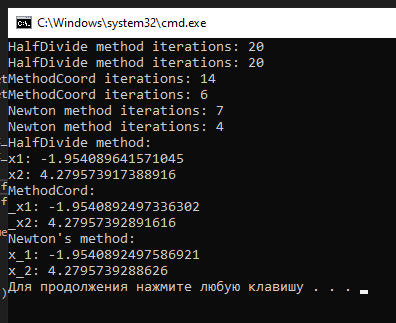 C:\Windows\system32\cmd.exe
HalfDivide method iterations: 20
HalfDivide method iterations: 20
MethodCoord iterations: 14
MethodCoord iterations: 6
Newton method iterations: 7
Newton method iterations: 4
HalfDivide method:
x1: -1.954089641571045
x2: 4.279573917388916
MethodCord:
_x1: -1.9540892497336302
_x2: 4.27957392891616
Newton's method:
x_1: -1.9540892497586921
x_2: 4.2795739288626
Для продолжения нажмите любую клавишу . . .